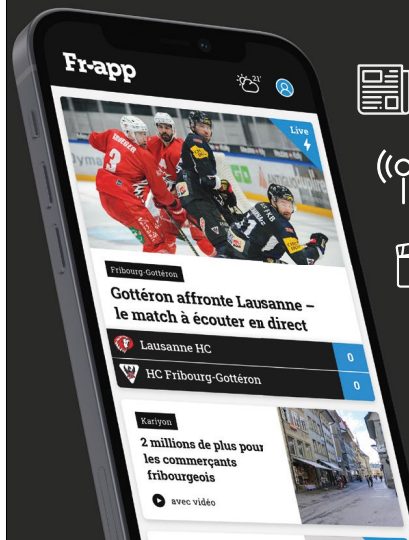 Fr-app
21°
Live
Fribourg-Gottéron
Gottéron affronte Lausanne –
le match à écouter en direct
Lausanne HC
0
HC Fribourg-Gottéron
0
Kariyon
2 millions de plus pour
les commerçants
fribourgeois
avec vidéo